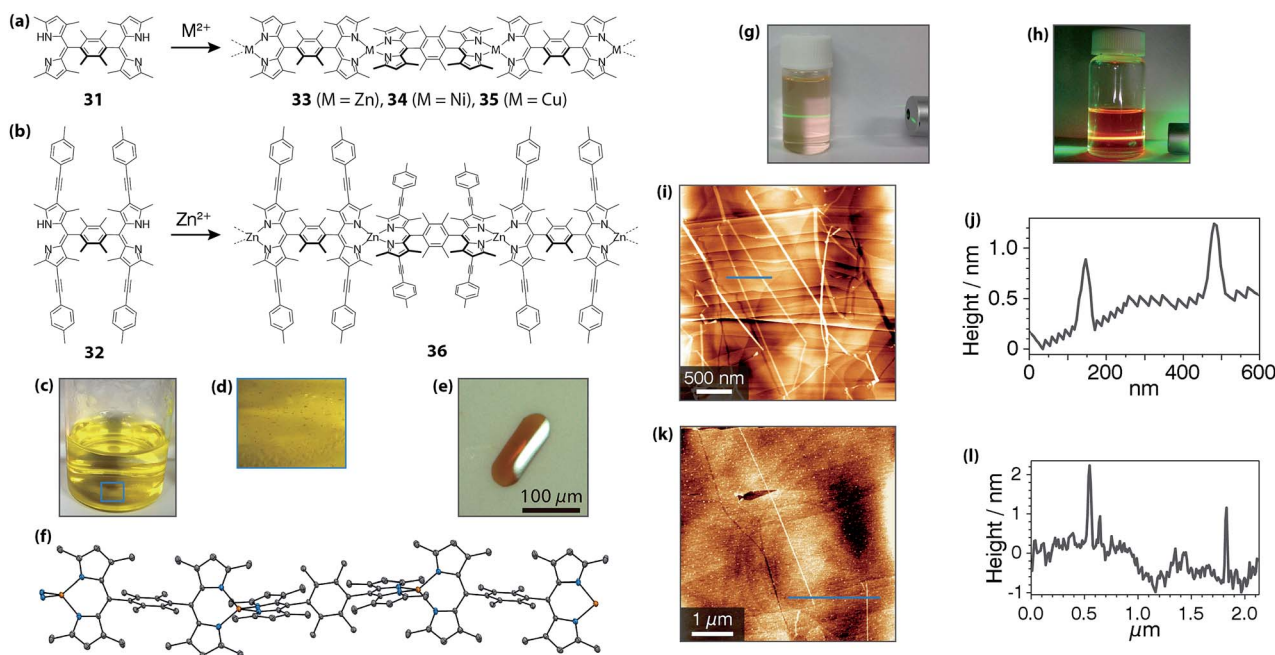 (a)
NH
HN
N
N
M²⁺
M
N
N
M
N
N
N
N
M
N
N
N
N
M
31
33 (M = Zn), 34 (M = Ni), 35 (M = Cu)
(b)
NH
HN
N
N
Zn²⁺
Zn
N
N
Zn
N
N
N
N
Zn
N
N
N
N
Zn
32
36
(c)
(d)
(e)
100 μm
(f)
(g)
(h)
(i)
500 nm
(j)
Height / nm
1.0
0.5
0
0 200 400 600
nm
(k)
1 μm
(l)
Height / nm
2
1
0
-1
0.0 0.5 1.0 1.5 2.0
μm